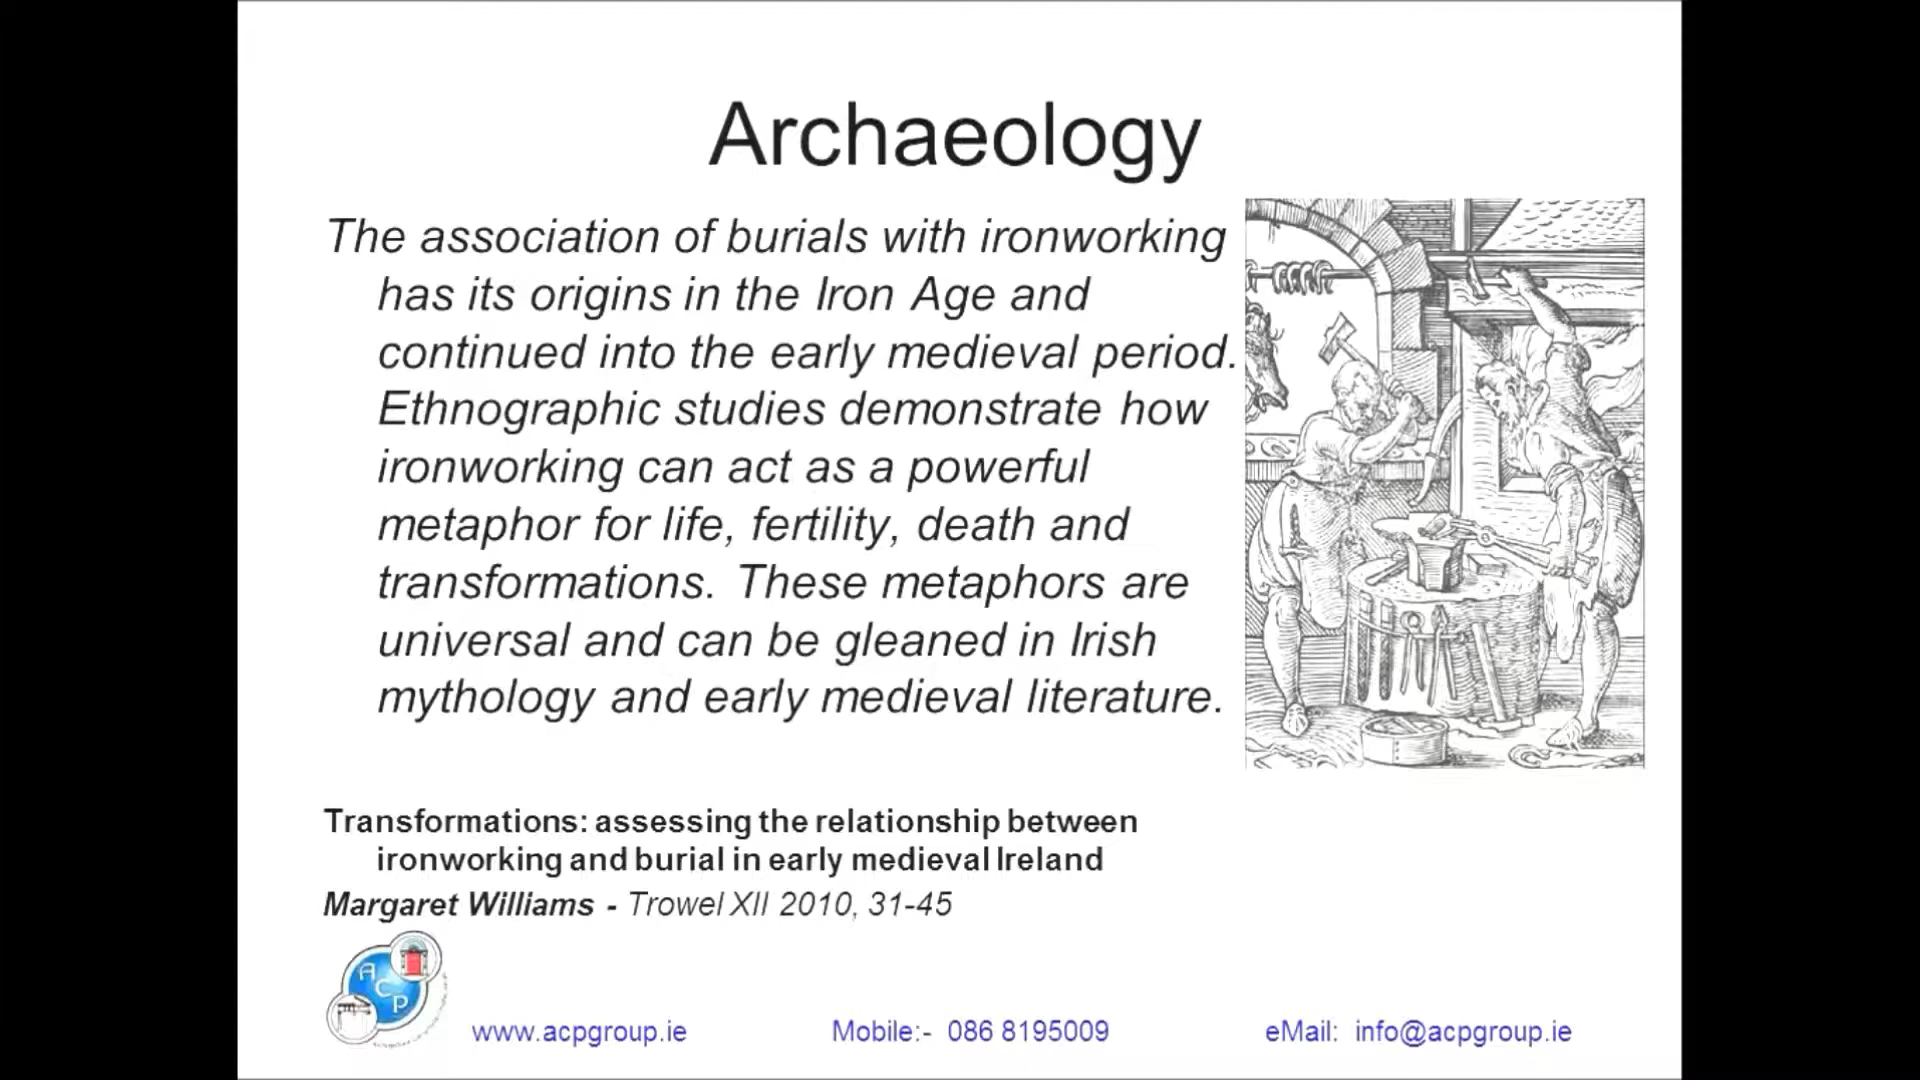 Archaeology
The association of burials with ironworking
has its origins in the Iron Age and
continued into the early medieval period.
Ethnographic studies demonstrate how
ironworking can act as a powerful
metaphor for life, fertility, death and
transformations. These metaphors are
universal and can be gleaned in Irish
mythology and early medieval literature.
Transformations: assessing the relationship between
ironworking and burial in early medieval Ireland
Margaret Williams - Trowel XII 2010, 31-45
A
C
P
www.acpgroup.ie Mobile:- 086 8195009 eMail: info@acpgroup.ie